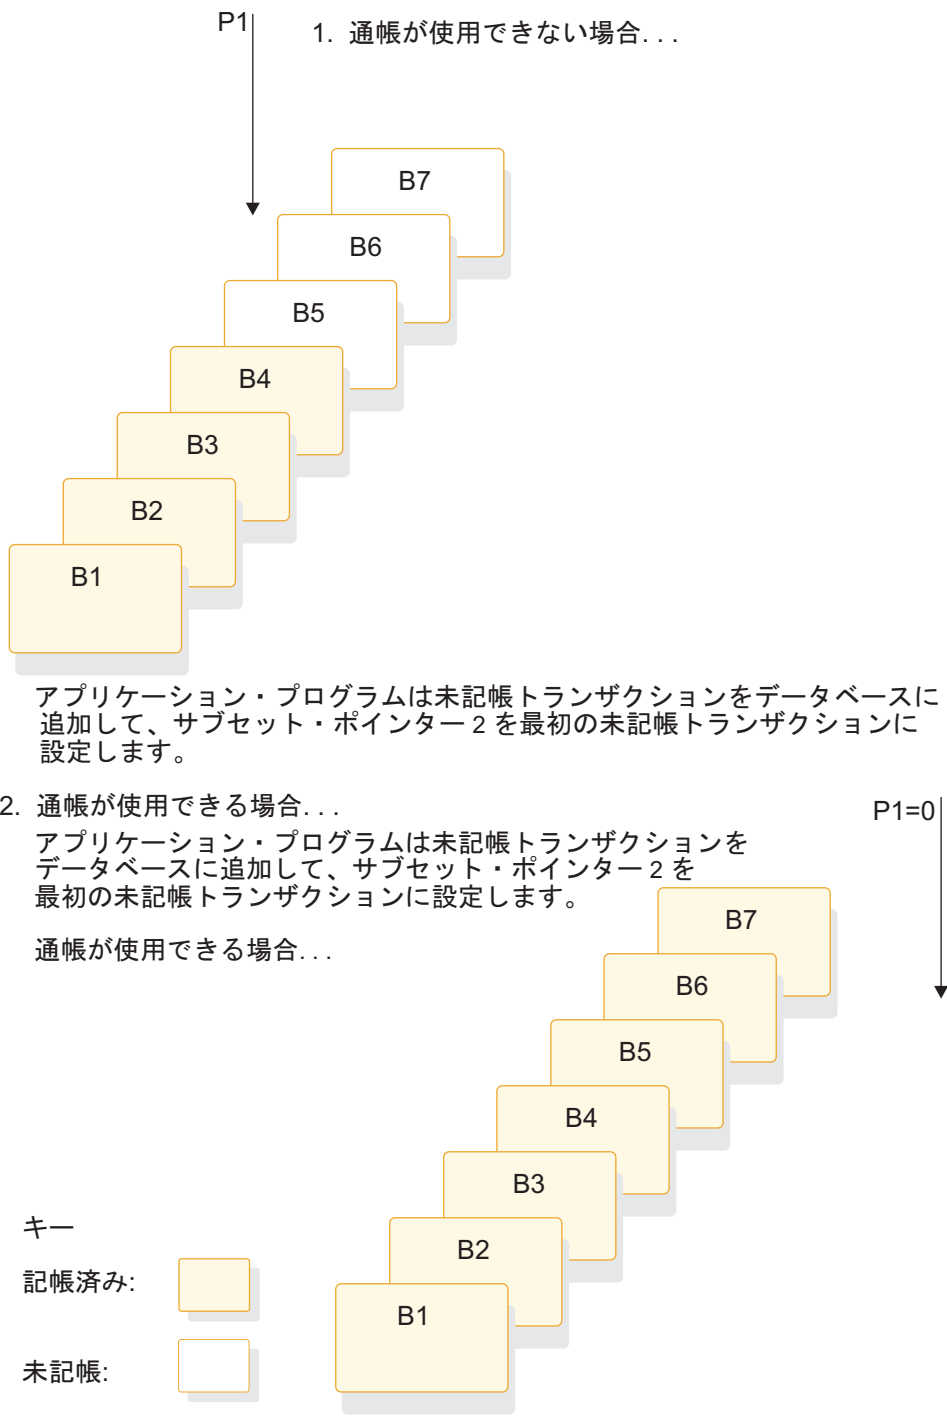 P1
1. 通帳が使用できない場合. . .
B7
B6
B5
B4
B3
B2
B1
アプリケーション・プログラムは未記帳トランザクションをデータベースに
追加して、サブセット・ポインター 2 を最初の未記帳トランザクションに
設定します。
2. 通帳が使用できる場合. . .
P1=0
アプリケーション・プログラムは未記帳トランザクションを
データベースに追加して、サブセット・ポインター 2 を
最初の未記帳トランザクションに設定します。
通帳が使用できる場合. . .
B7
B6
B5
B4
B3
B2
B1
キー
記帳済み:
未記帳: